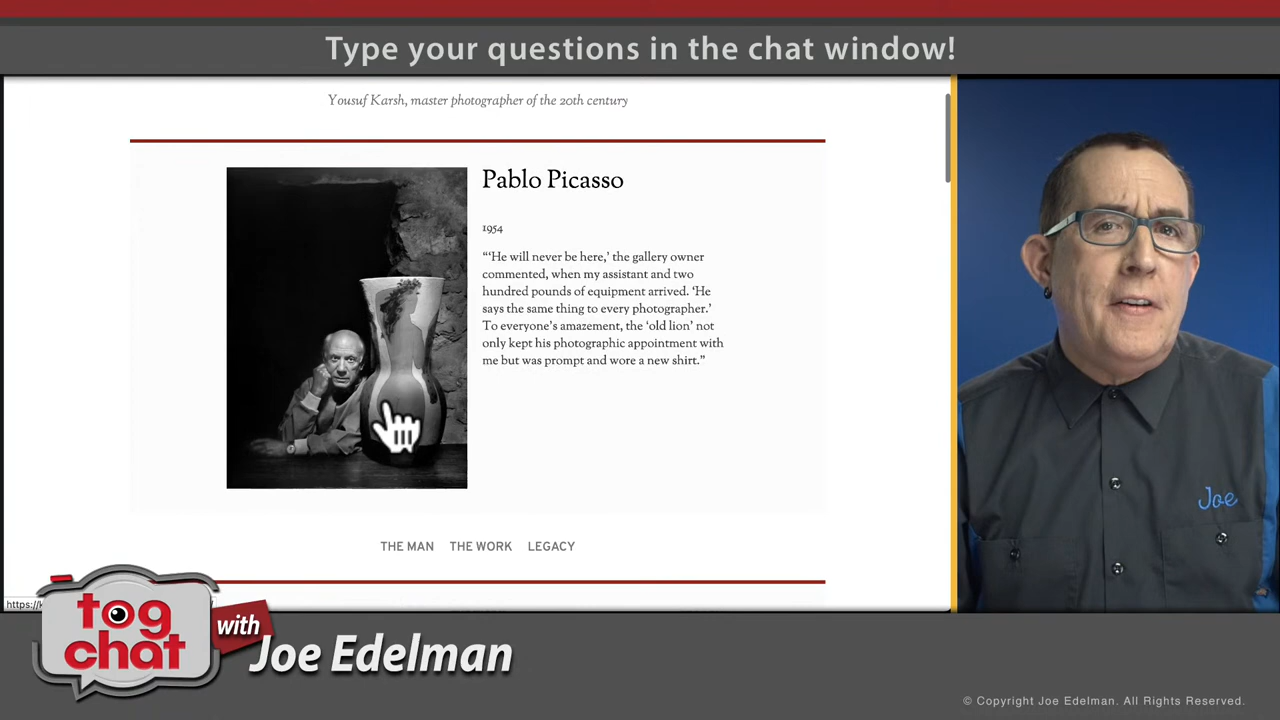 Type your questions in the chat window!
Yousuf Karsh, master photographer of the 20th century
Pablo Picasso
1954
“‘He will never be here,’ the gallery owner
commented, when my assistant and two
hundred pounds of equipment arrived. ‘He
says the same thing to every photographer.’
To everyone’s amazement, the ‘old lion’ not
only kept his photographic appointment with
me but was prompt and wore a new shirt.”
THE MAN THE WORK LEGACY
https://k
Joe
tog
chat
with
Joe Edelman
© Copyright Joe Edelman. All Rights Reserved.